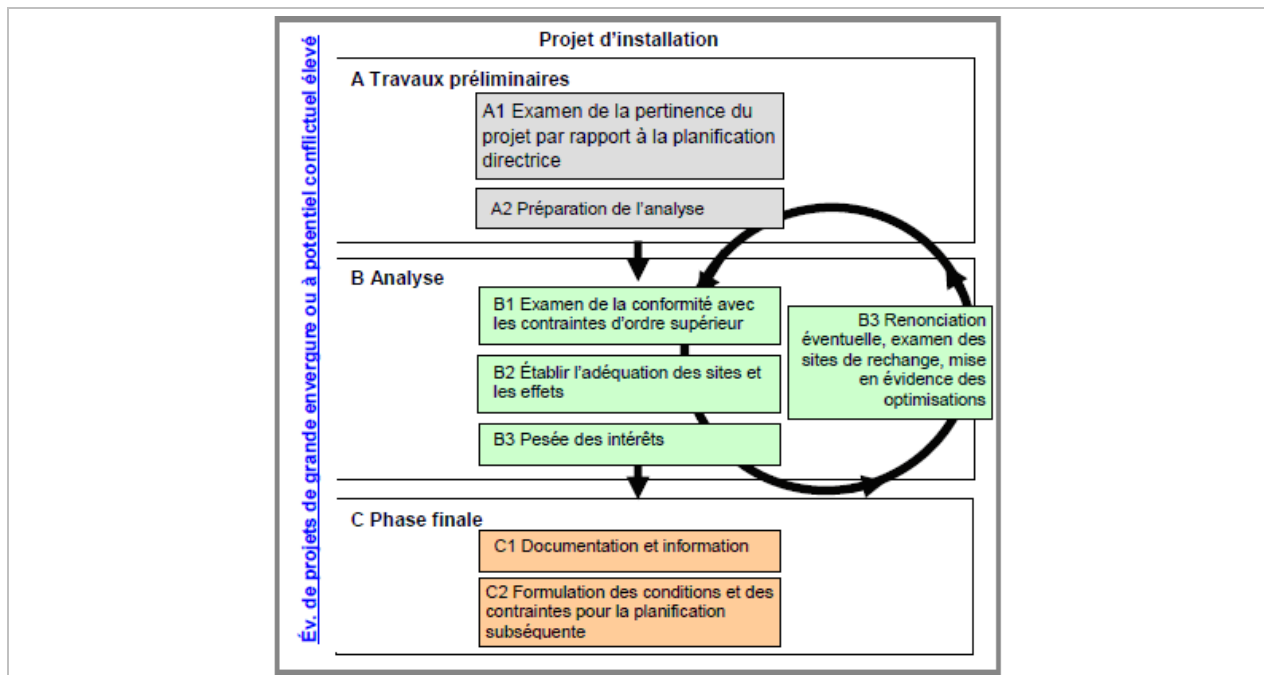 Projet d'installation
Év. de projets de grande envergure ou à potentiel conflictuel élevé
A Travaux préliminaires
A1 Examen de la pertinence du
projet par rapport à la planification
directrice
A2 Préparation de l'analyse
B Analyse
B1 Examen de la conformité avec
les contraintes d'ordre supérieur
B2 Établir l'adéquation des sites et
les effets
B3 Pesée des intérêts
B3 Renonciation
éventuelle, examen des
sites de rechange, mise
en évidence des
optimisations
C Phase finale
C1 Documentation et information
C2 Formulation des conditions et des
contraintes pour la planification
subséquente